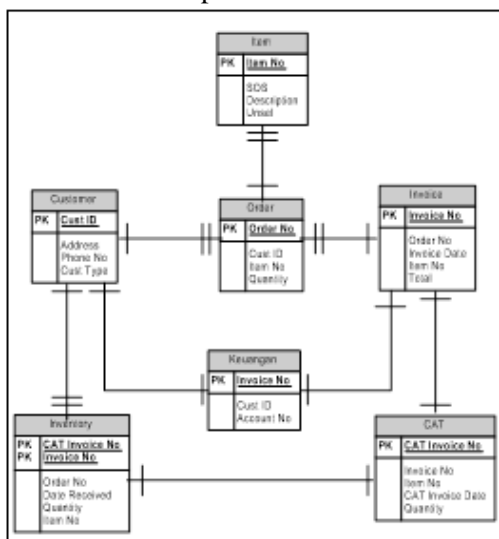 Item
PK Item No
SOS
Description
Customer
PK Cust ID
Address
Phone No
Cust Type
Order
PK Order No
Cust ID
Item No
Quantity
Invoice
PK Invoice No
Order No
Invoice Date
Item No
Total
Keuangan
PK Invoice No
Cust ID
Account No
Inventory
PK CAT Invoice No
PK Invoice No
Order No
Date Received
Quantity
Item No
CAT
PK CAT Invoice No
Invoice No
Item No
CAT Invoice Date
Quantity